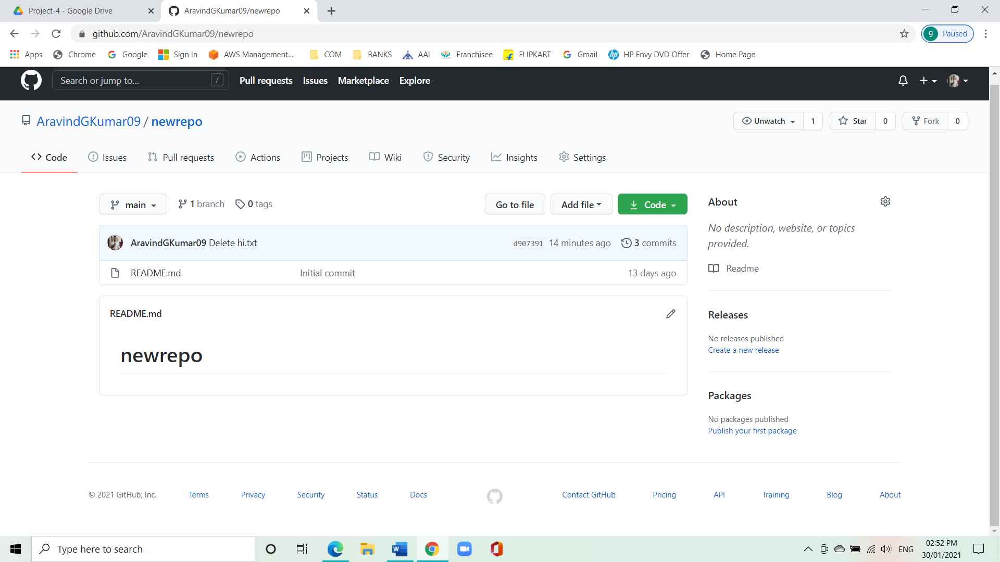 Project-4 - Google Drive
AravindGKumar09/newrepo
github.com/AravindGKumar09/newrepo
g Paused
Apps Chrome Google Sign In AWS Management... COM BANKS AAI Franchisee FLIPKART Gmail HP Envy DVD Offer Home Page
Search or jump to... / Pull requests Issues Marketplace Explore
AravindGKumar09 / newrepo
Unwatch 1 Star 0 Fork 0
Code Issues Pull requests Actions Projects Wiki Security Insights Settings
main 1 branch 0 tags Go to file Add file Code
AravindGKumar09 Delete hi.txt d907391 14 minutes ago 3 commits
README.md Initial commit 13 days ago
README.md
newrepo
About
No description, website, or topics
provided.
Readme
Releases
No releases published
Create a new release
Packages
No packages published
Publish your first package
© 2021 GitHub, Inc. Terms Privacy Security Status Docs Contact GitHub Pricing API Training Blog About
Type here to search
ENG
02:52 PM
30/01/2021